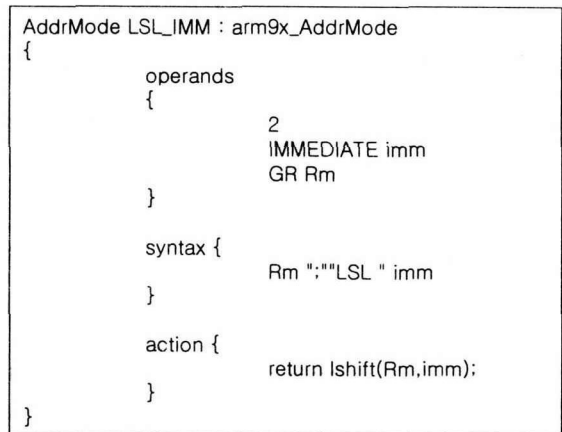 AddrMode LSL_IMM : arm9x_AddrMode
{
operands
{
2
IMMEDIATE imm
GR Rm
}
syntax {
Rm ";""LSL " imm
}
action {
return lshift(Rm,imm);
}
}